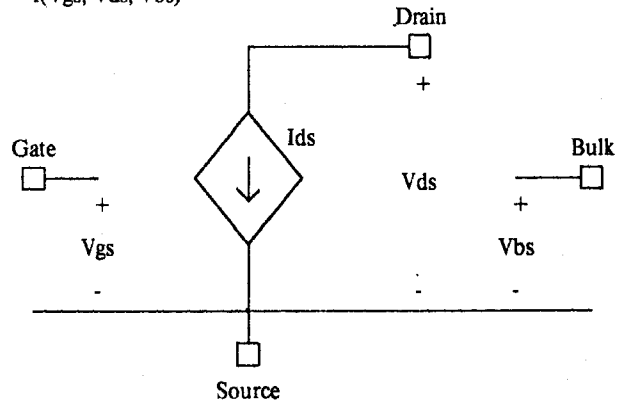 Drain
+
Ids
Gate
Bulk
Vds
+
+
Vgs
Vbs
-
-
-
Source